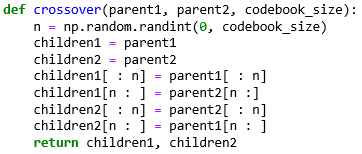 def crossover(parent1, parent2, codebook_size):
    n = np.random.randint(0, codebook_size)
    children1 = parent1
    children2 = parent2
    children1[ : n] = parent1[ : n]
    children1[n : ] = parent2[n :]
    children2[ : n] = parent2[ : n]
    children2[n : ] = parent1[n : ]
    return children1, children2